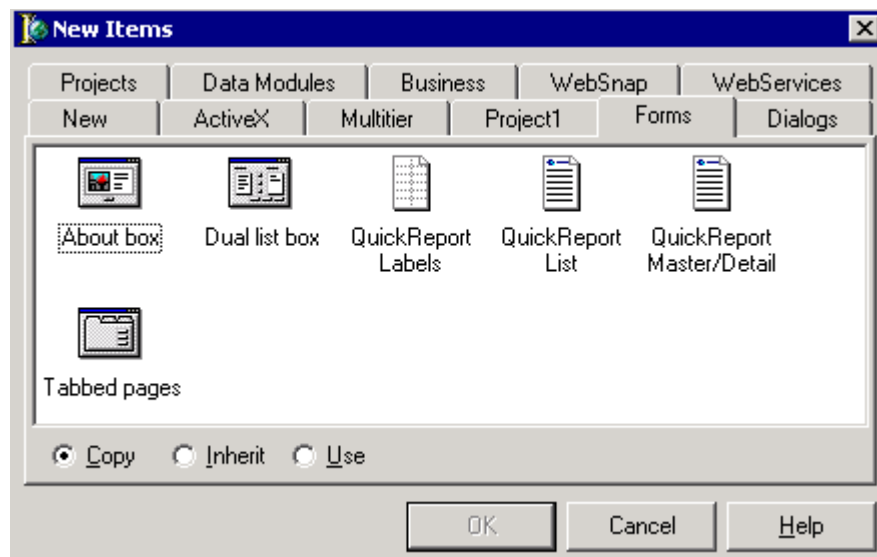 New Items
Projects Data Modules Business WebSnap WebServices
New ActiveX Multitier Project1 Forms Dialogs
About box Dual list box QuickReport QuickReport QuickReport
Labels List Master/Detail
Tabbed pages
Copy Inherit Use
OK Cancel Help